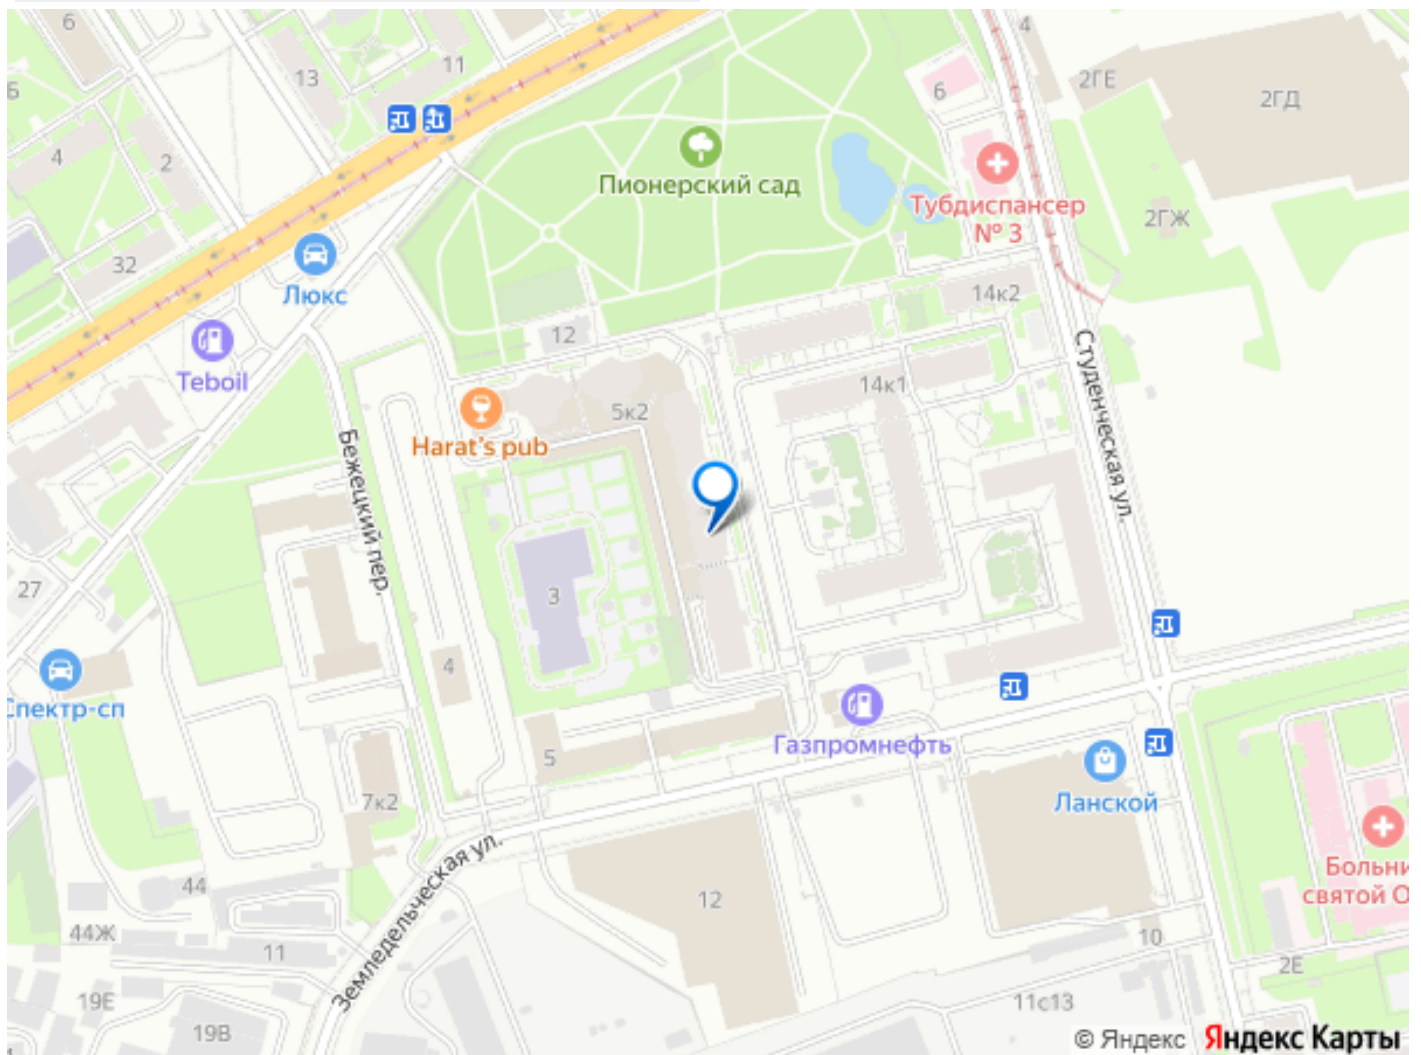 6
4
13
11
2ГЕ
2ГД
5
6
4
2
Пионерский сад
Тубдиспансер
№ 3
2ГЖ
32
Люкс
14к2
12
Teboil
14к1
5к2
Студенческая ул.
Harat's pub
Бежецкий пер.
27
3
4
Спектр-сп
5
Газпромнефть
7к2
Ланской
Больни
святой О
Земледельческая ул.
44
12
44Ж
11
10
2Е
19Е
11с13
19В
© Яндекс Яндекс Карты